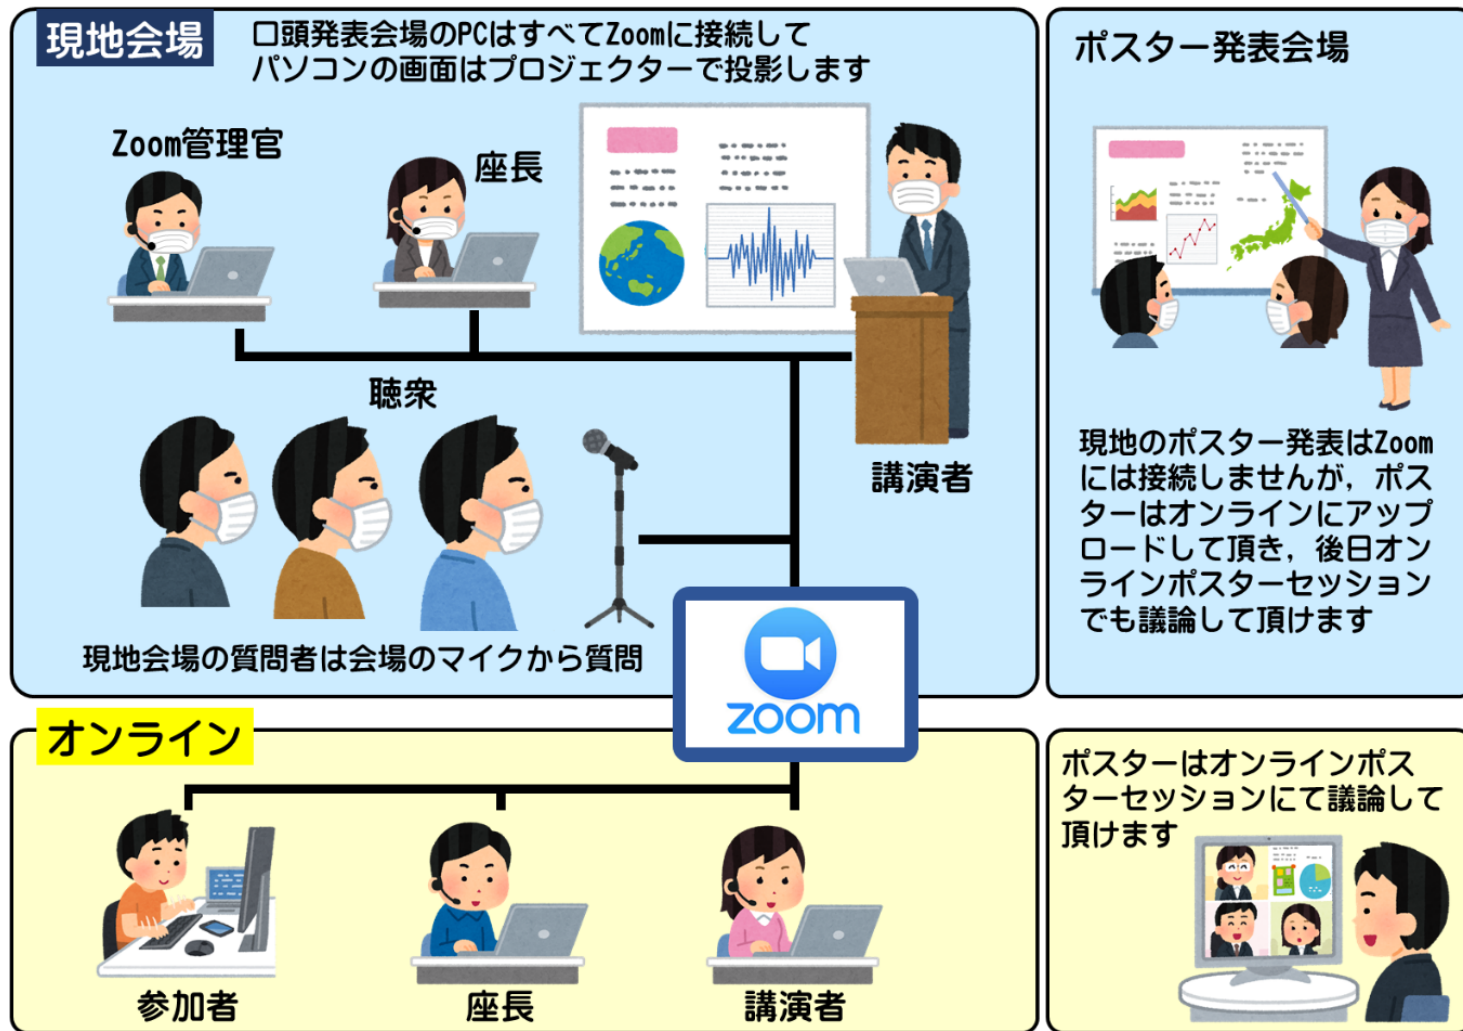 現地会場
口頭発表会場のPCはすべてZoomに接続して
パソコンの画面はプロジェクターで投影します
Zoom管理官
座長
講演者
聴衆
現地会場の質問者は会場のマイクから質問
ポスター発表会場
現地のポスター発表はZoom
には接続しませんが，ポス
ターはオンラインにアップ
ロードして頂き，後日オン
ラインポスターセッション
でも議論して頂けます
zoom
オンライン
参加者
座長
講演者
ポスターはオンラインポス
ターセッションにて議論して
頂けます